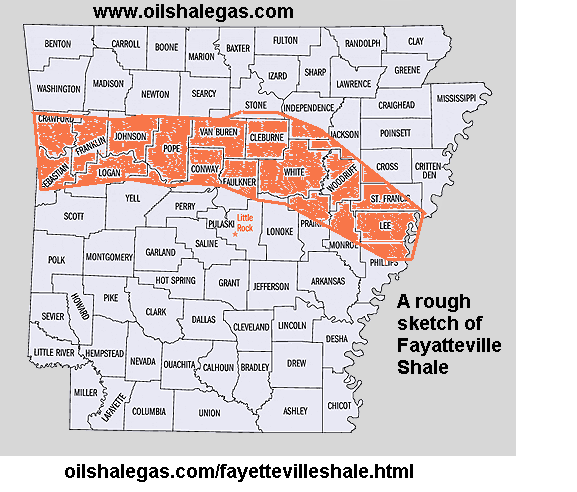 www.oilshalegas.com
BENTON
CARROLL
BOONE
MARION
BAXTER
FULTON
RANDOLPH
CLAY
WASHINGTON
MADISON
NEWTON
SEARCY
IZARD
SHARP
LAWRENCE
GREENE
STONE
INDEPENDENCE
CRAIGHEAD
MISSISSIPPI
CRAWFORD
FRANKLIN
JOHNSON
POPE
VAN BUREN
CLEBURNE
JACKSON
POINSETT
SEBASTIAN
LOGAN
CONWAY
FAULKNER
WHITE
WOODRUFF
CROSS
CRITTEN
DEN
ST. FRANCIS
SCOTT
YELL
PERRY
PULASKI
Little
Rock
LONOKE
PRAIRIE
LEE
SALINE
MONROE
PHILLIPS
POLK
MONTGOMERY
GARLAND
HOT SPRING
GRANT
JEFFERSON
ARKANSAS
A rough
sketch of
Fayatteville
Shale
SEVIER
HOWARD
PIKE
CLARK
DALLAS
CLEVELAND
LINCOLN
DESHA
LITTLE RIVER
HEMPSTEAD
NEVADA
OUACHITA
CALHOUN
BRADLEY
DREW
MILLER
LAFAYETTE
COLUMBIA
UNION
ASHLEY
CHICOT
oilshalegas.com/fayettevilleshale.html